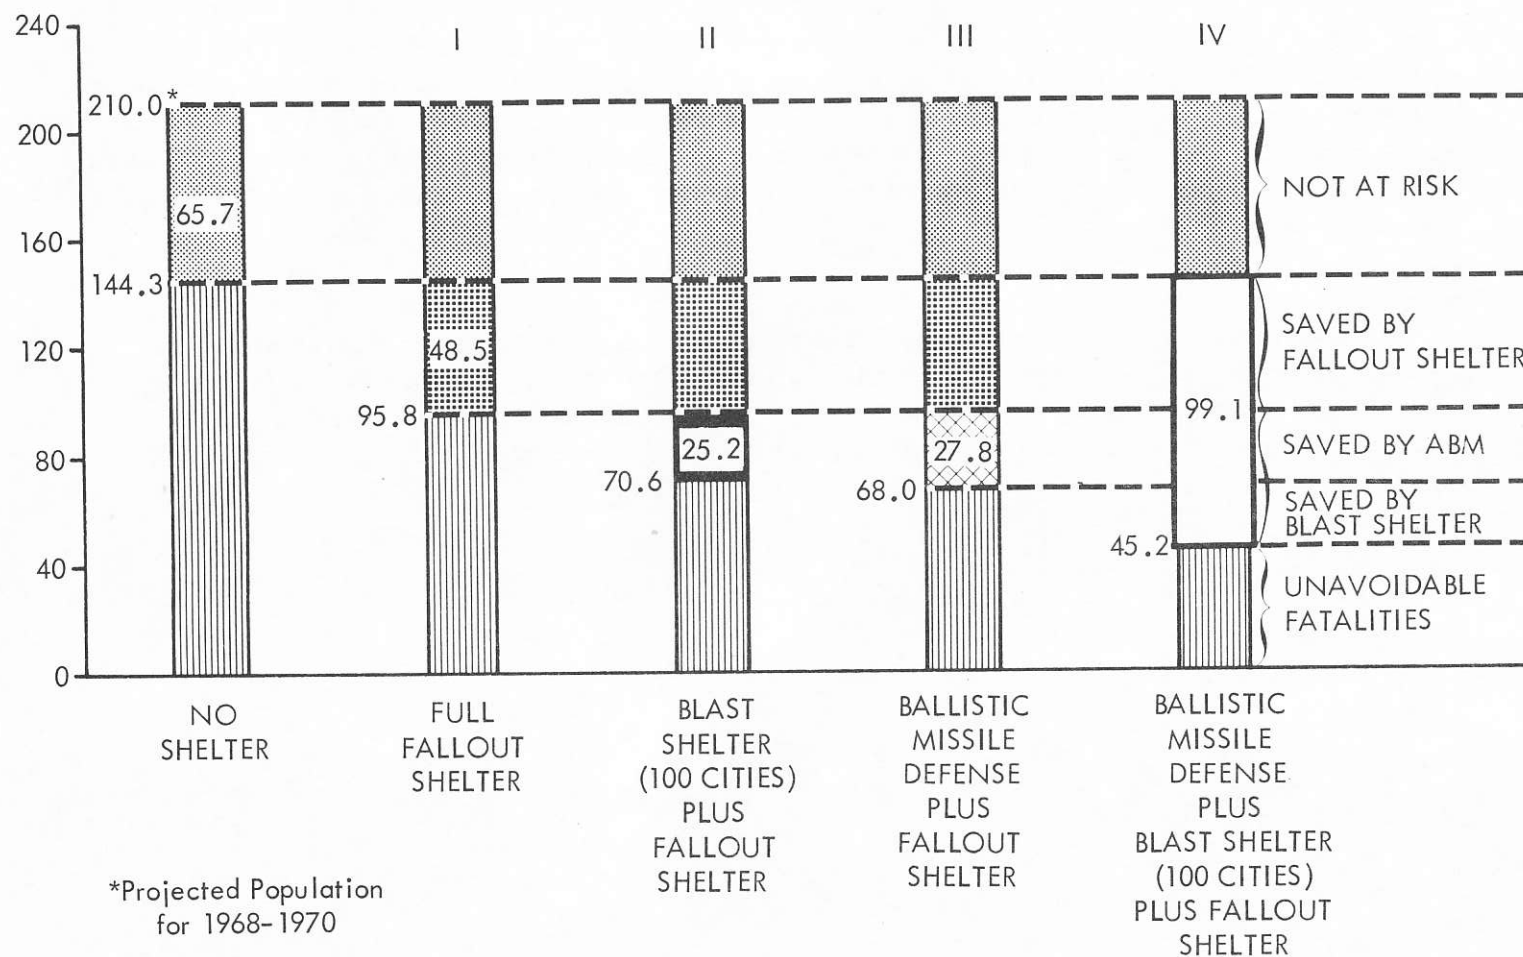 240
I
II
III
IV
210.0*
200
65.7
NOT AT RISK
160
144.3
SAVED BY
FALLOUT SHELTER
120
48.5
95.8
99.1
25.2
27.8
SAVED BY ABM
80
70.6
68.0
SAVED BY
BLAST SHELTER
45.2
40
UNAVOIDABLE
FATALITIES
0
NO
SHELTER
FULL
FALLOUT
SHELTER
BLAST
SHELTER
(100 CITIES)
PLUS
FALLOUT
SHELTER
BALLISTIC
MISSILE
DEFENSE
PLUS
FALLOUT
SHELTER
BALLISTIC
MISSILE
DEFENSE
PLUS
BLAST SHELTER
(100 CITIES)
PLUS FALLOUT
SHELTER
*Projected Population
for 1968-1970